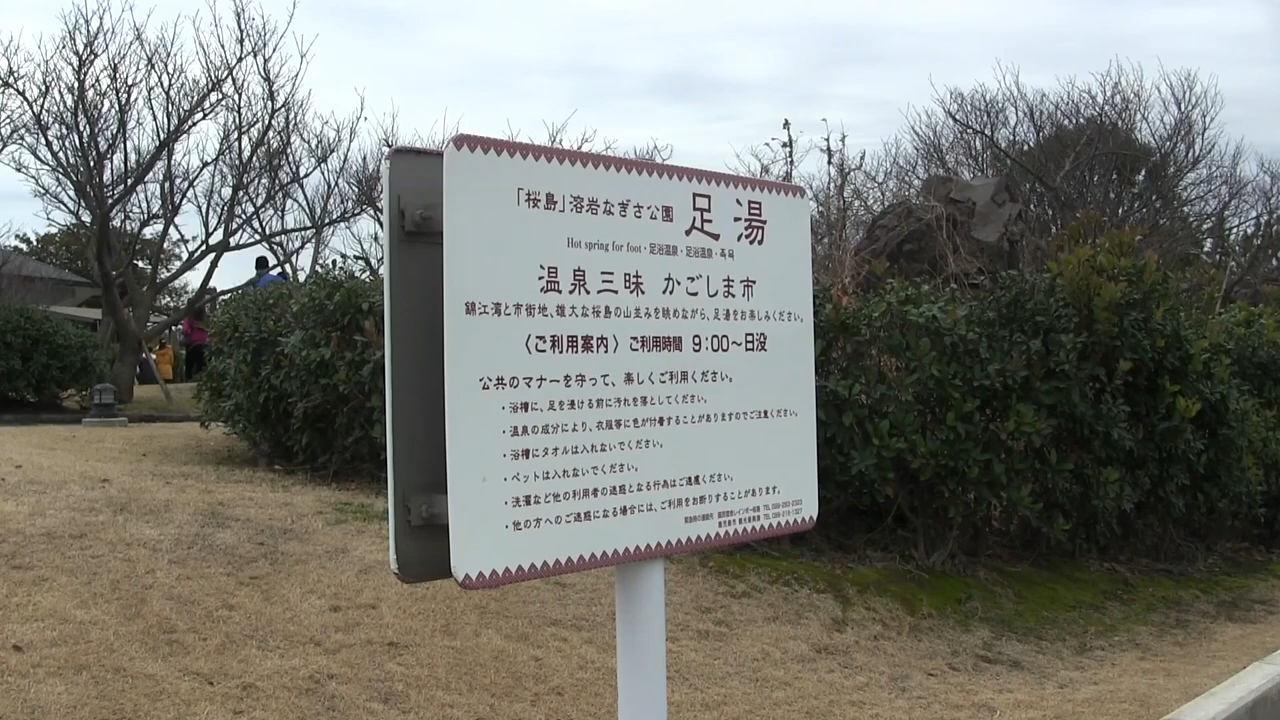 「桜島」溶岩なぎさ公園 足湯
Hot spring for foot・足浴温泉・足浴溫泉・족욕
温泉三昧 かごしま市
錦江湾と市街地、雄大な桜島の山並みを眺めながら、足湯をお楽しみください。
〈ご利用案内〉 ご利用時間 9:00〜日没
公共のマナーを守って、楽しくご利用ください。
・浴槽に、足を浸ける前に汚れを落としてください。
・温泉の成分により、衣服等に色が付着することがありますのでご注意ください。
・浴槽にタオルは入れないでください。
・ペットは入れないでください。
・洗濯など他の利用者の迷惑となる行為はご遠慮ください。
・他の方へのご迷惑になる場合には、ご利用をお断りすることがあります。